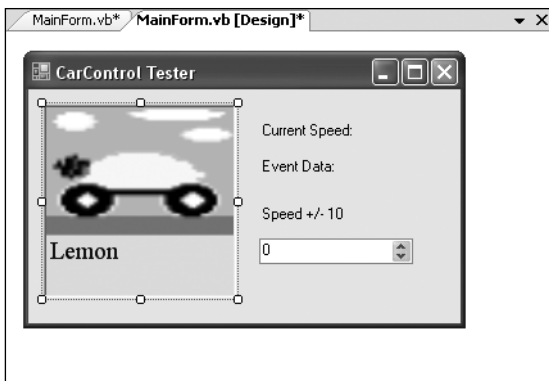 MainForm.vb* MainForm.vb [Design]*
CarControl Tester
Current Speed:
Event Data:
Speed +/- 10
0
Lemon